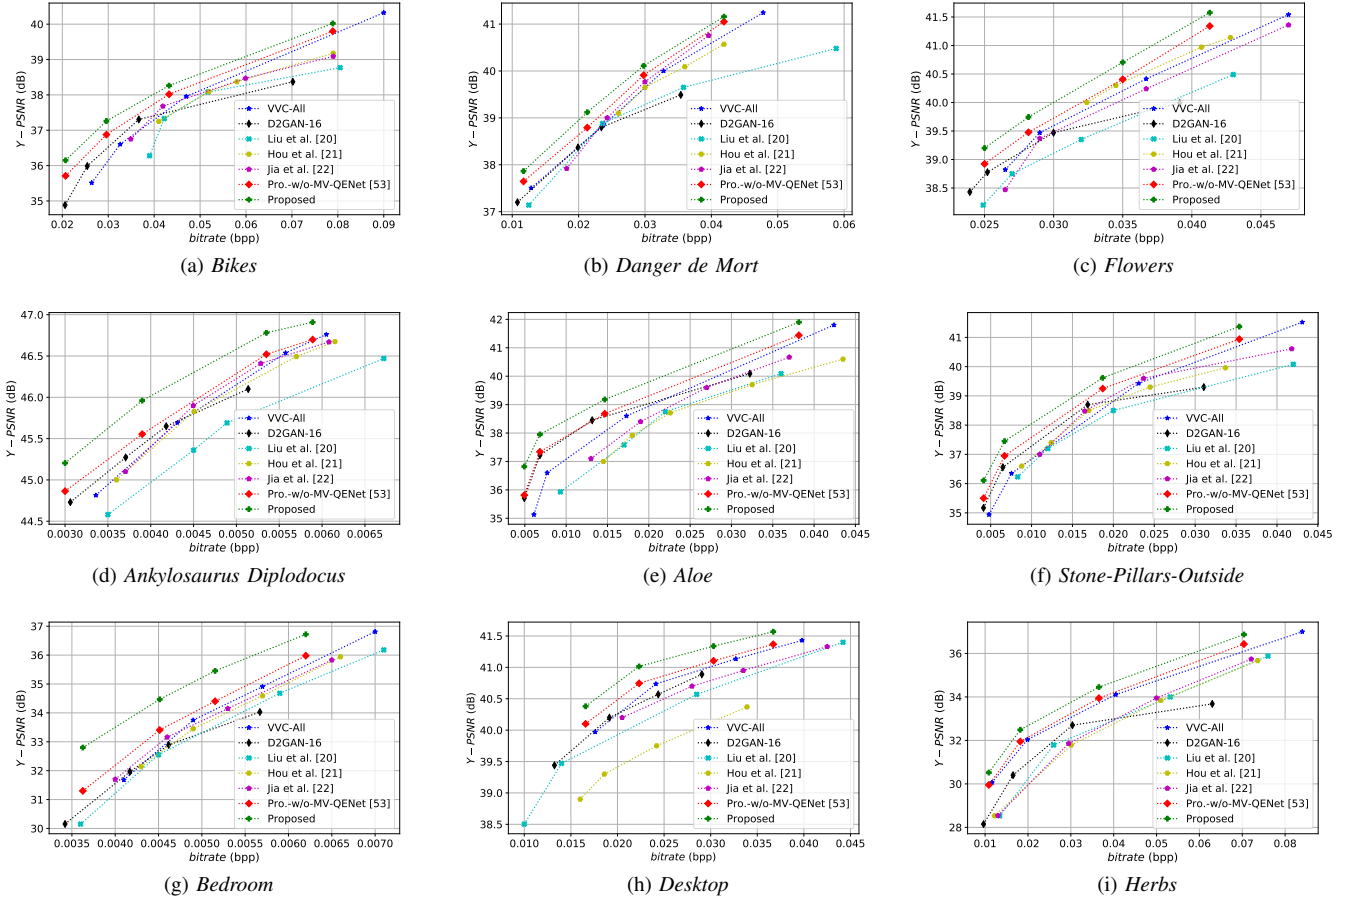 40
39
38
37
36
35
Y − PSNR (dB)
0.02 0.03 0.04 0.05 0.06 0.07 0.08 0.09
bitrate (bpp)
VVC-All
D2GAN-16
Liu et al. [20]
Hou et al. [21]
Jia et al. [22]
Pro.-w/o-MV-QENet [53]
Proposed
(a) Bikes
41
40
39
38
37
Y − PSNR (dB)
0.01 0.02 0.03 0.04 0.05 0.06
bitrate (bpp)
VVC-All
D2GAN-16
Liu et al. [20]
Hou et al. [21]
Jia et al. [22]
Pro.-w/o-MV-QENet [53]
Proposed
(b) Danger de Mort
41.5
41.0
40.5
40.0
39.5
39.0
38.5
Y − PSNR (dB)
0.025 0.030 0.035 0.040 0.045
bitrate (bpp)
VVC-All
D2GAN-16
Liu et al. [20]
Hou et al. [21]
Jia et al. [22]
Pro.-w/o-MV-QENet [53]
Proposed
(c) Flowers
47.0
46.5
46.0
45.5
45.0
44.5
Y − PSNR (dB)
0.0030 0.0035 0.0040 0.0045 0.0050 0.0055 0.0060 0.0065
bitrate (bpp)
VVC-All
D2GAN-16
Liu et al. [20]
Hou et al. [21]
Jia et al. [22]
Pro.-w/o-MV-QENet [53]
Proposed
(d) Ankylosaurus Diplodocus
42
41
40
39
38
37
36
35
Y − PSNR (dB)
0.005 0.010 0.015 0.020 0.025 0.030 0.035 0.040 0.045
bitrate (bpp)
VVC-All
D2GAN-16
Liu et al. [20]
Hou et al. [21]
Jia et al. [22]
Pro.-w/o-MV-QENet [53]
Proposed
(e) Aloe
41
40
39
38
37
36
35
Y − PSNR (dB)
0.005 0.010 0.015 0.020 0.025 0.030 0.035 0.040 0.045
bitrate (bpp)
VVC-All
D2GAN-16
Liu et al. [20]
Hou et al. [21]
Jia et al. [22]
Pro.-w/o-MV-QENet [53]
Proposed
(f) Stone-Pillars-Outside
37
36
35
34
33
32
31
30
Y − PSNR (dB)
0.0035 0.0040 0.0045 0.0050 0.0055 0.0060 0.0065 0.0070
bitrate (bpp)
VVC-All
D2GAN-16
Liu et al. [20]
Hou et al. [21]
Jia et al. [22]
Pro.-w/o-MV-QENet [53]
Proposed
(g) Bedroom
41.5
41.0
40.5
40.0
39.5
39.0
38.5
Y − PSNR (dB)
0.010 0.015 0.020 0.025 0.030 0.035 0.040 0.045
bitrate (bpp)
VVC-All
D2GAN-16
Liu et al. [20]
Hou et al. [21]
Jia et al. [22]
Pro.-w/o-MV-QENet [53]
Proposed
(h) Desktop
36
34
32
30
28
Y − PSNR (dB)
0.01 0.02 0.03 0.04 0.05 0.06 0.07 0.08
bitrate (bpp)
VVC-All
D2GAN-16
Liu et al. [20]
Hou et al. [21]
Jia et al. [22]
Pro.-w/o-MV-QENet [53]
Proposed
(i) Herbs